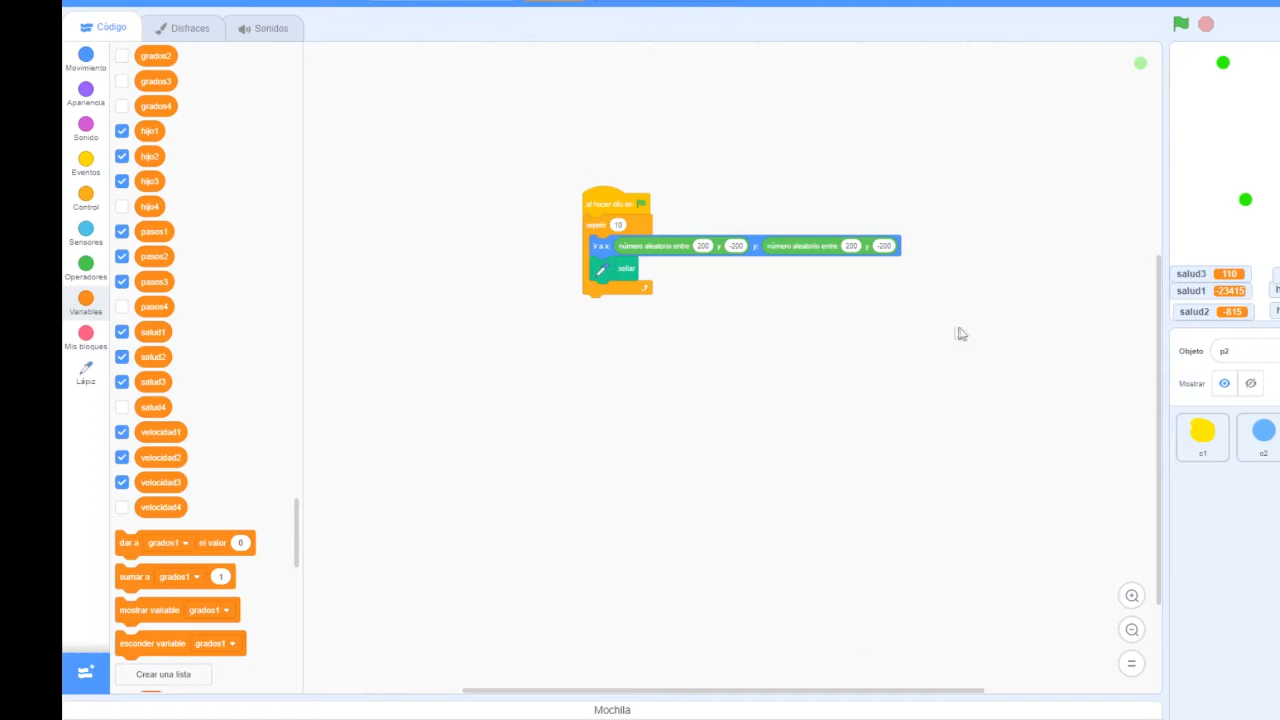 Código
Disfraces
Sonidos
Movimiento
Apariencia
Sonido
Eventos
Control
Sensores
Operadores
Variables
Mis bloques
Lápiz
grados2
grados3
grados4
hijo1
hijo2
hijo3
hijo4
pasos1
pasos2
pasos3
pasos4
salud1
salud2
salud3
salud4
velocidad1
velocidad2
velocidad3
velocidad4
dar a grados1 el valor 0
sumar a grados1 1
mostrar variable grados1
esconder variable grados1
Crear una lista
al hacer clic en
repetir 10
ir a x: número aleatorio entre 200 y -200 y: número aleatorio entre 200 y -200
sellar
salud3 110
salud1 -23415
salud2 -815
Objeto p2
Mostrar
c1
c2
Mochila